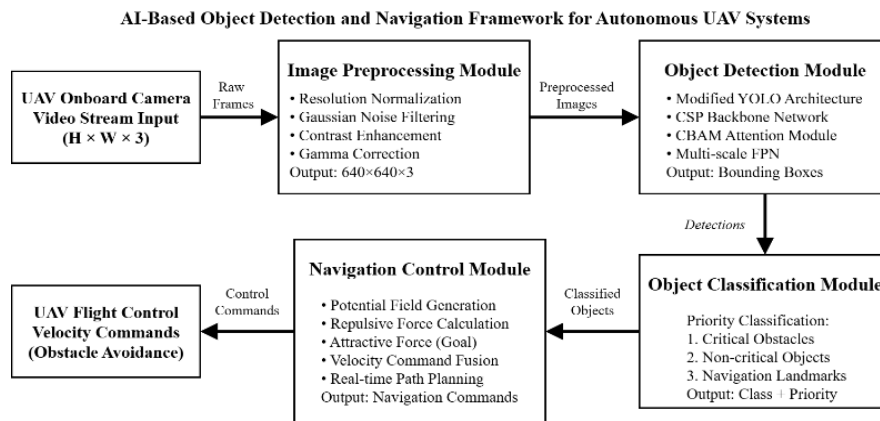 AI-Based Object Detection and Navigation Framework for Autonomous UAV Systems
UAV Onboard Camera
Video Stream Input
(H × W × 3)
Raw
Frames
Image Preprocessing Module
• Resolution Normalization
• Gaussian Noise Filtering
• Contrast Enhancement
• Gamma Correction
Output: 640×640×3
Preprocessed
Images
Object Detection Module
• Modified YOLO Architecture
• CSP Backbone Network
• CBAM Attention Module
• Multi-scale FPN
Output: Bounding Boxes
Detections
Object Classification Module
Priority Classification:
1. Critical Obstacles
2. Non-critical Objects
3. Navigation Landmarks
Output: Class + Priority
Classified
Objects
Navigation Control Module
• Potential Field Generation
• Repulsive Force Calculation
• Attractive Force (Goal)
• Velocity Command Fusion
• Real-time Path Planning
Output: Navigation Commands
Control
Commands
UAV Flight Control
Velocity Commands
(Obstacle Avoidance)